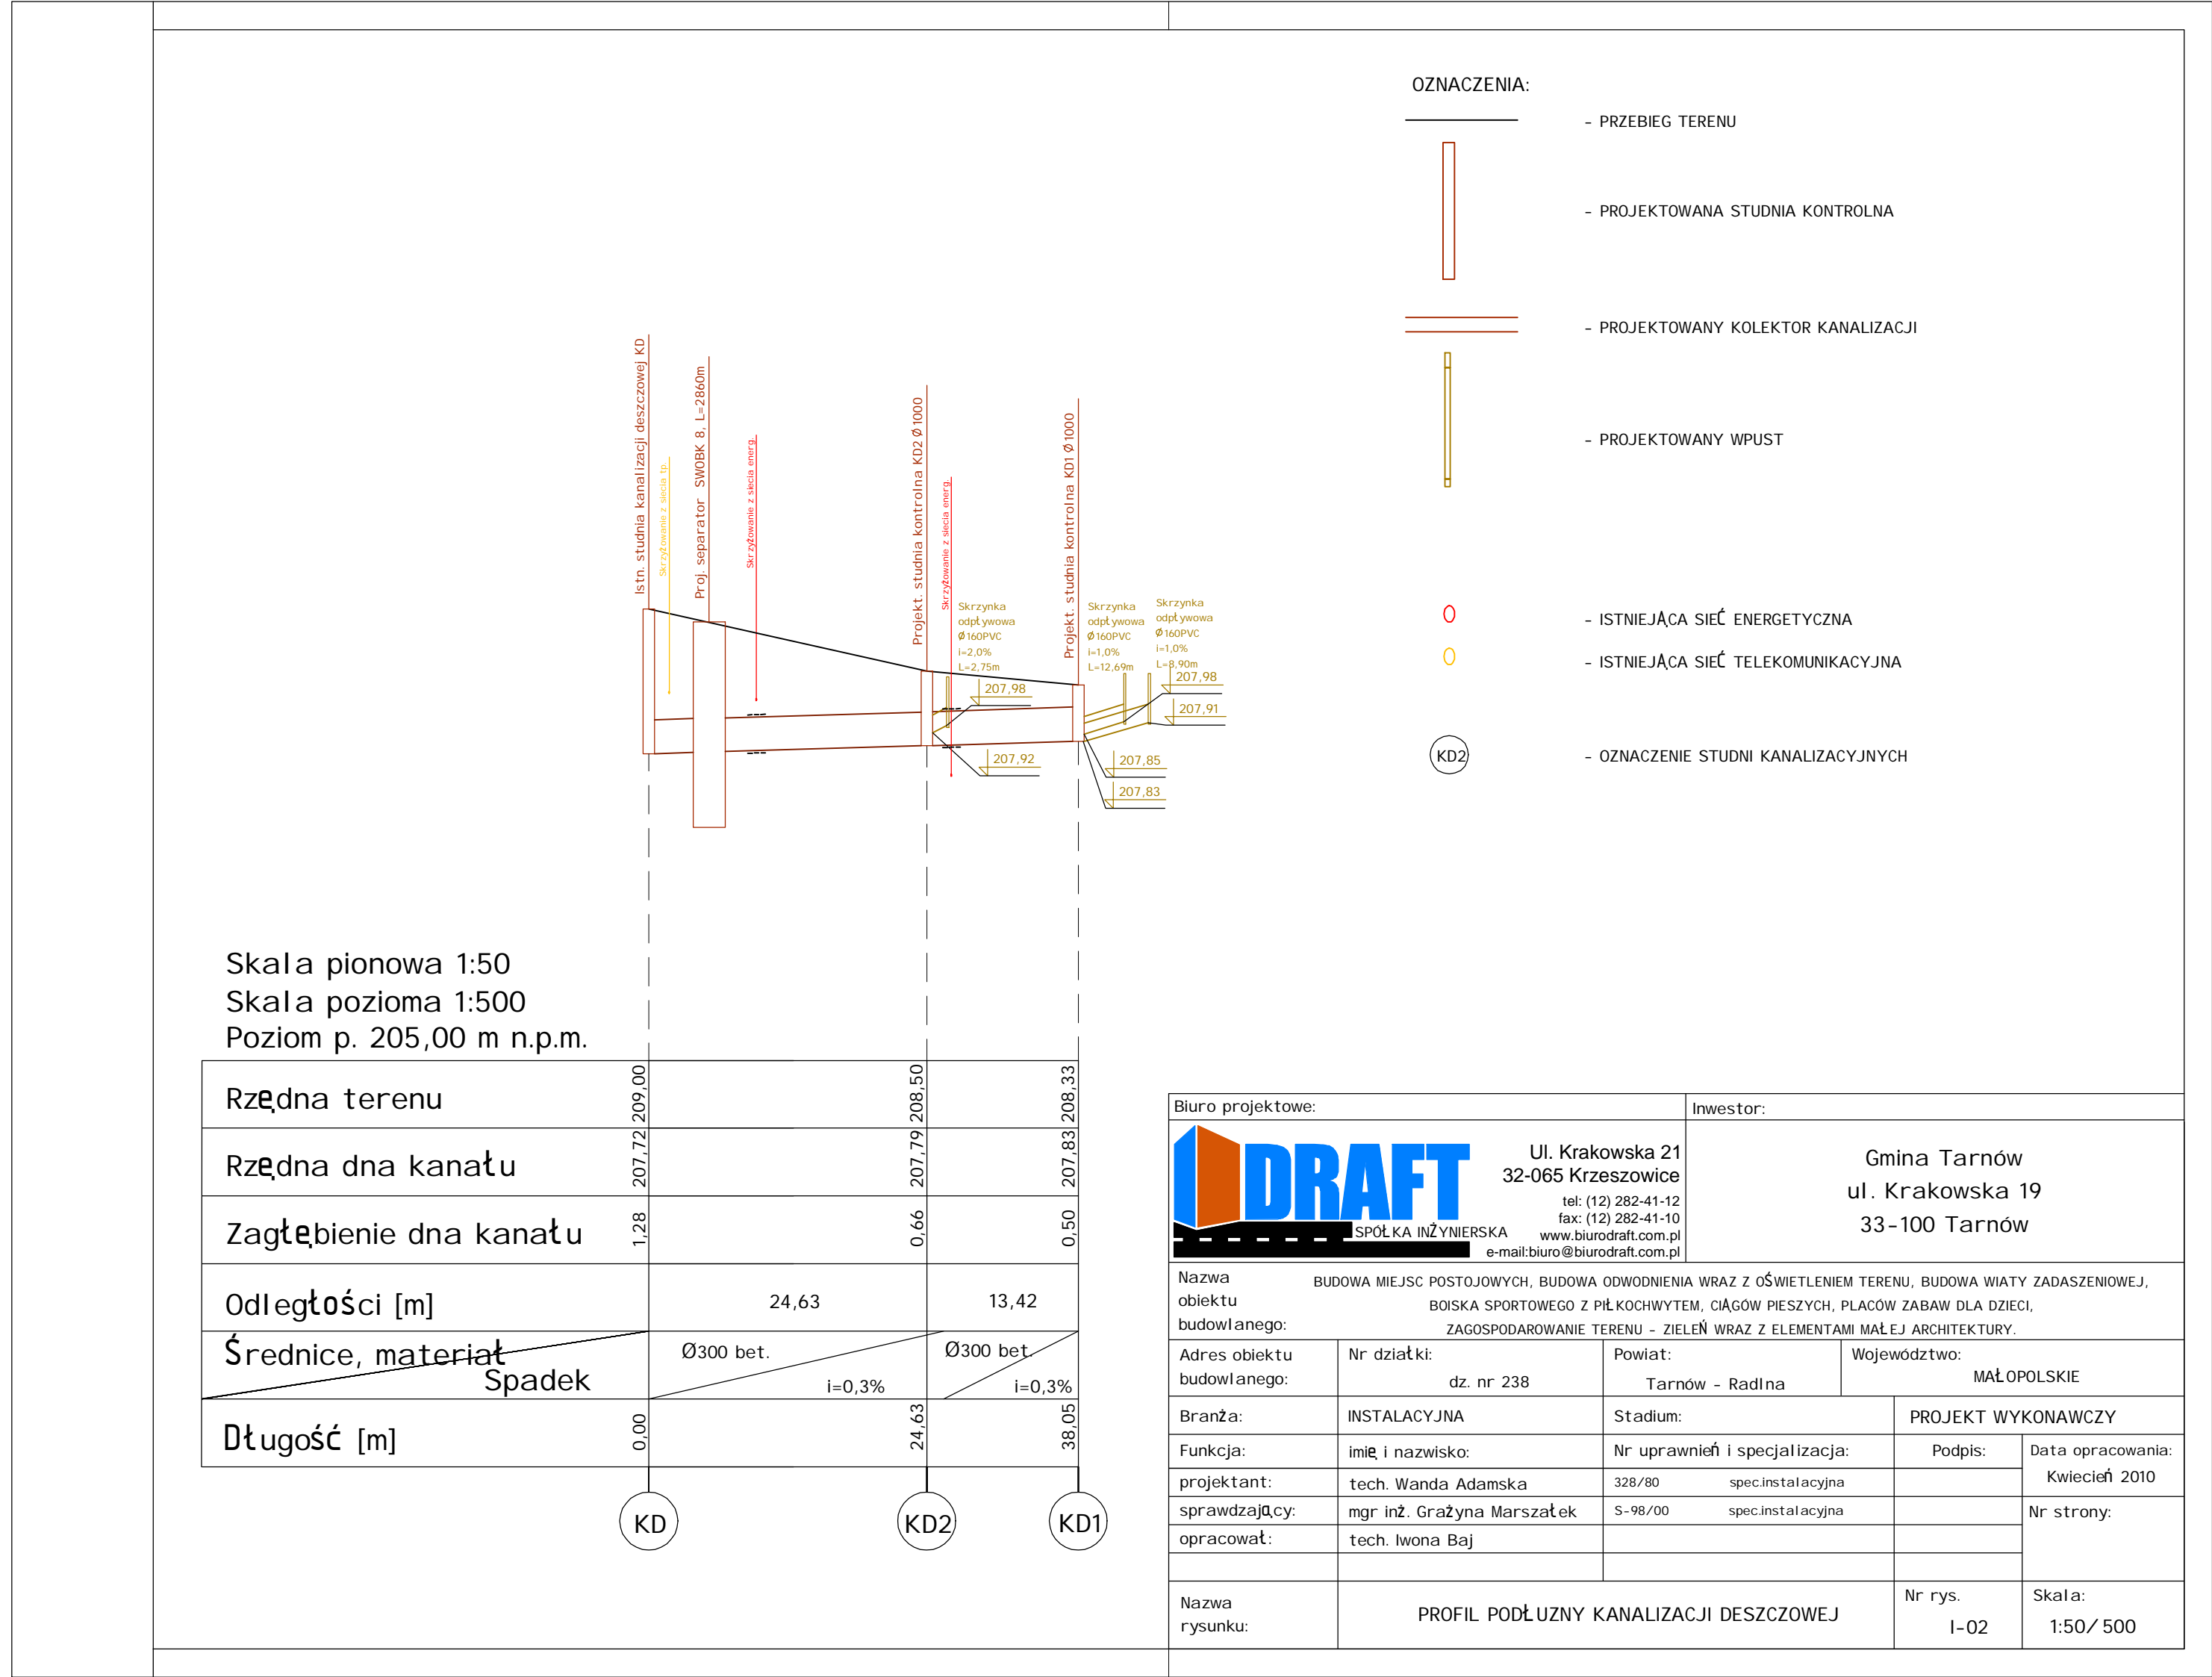 OZNACZENIA:
- PRZEBIEG TERENU
- PROJEKTOWANA STUDNIA KONTROLNA
- PROJEKTOWANY KOLEKTOR KANALIZACJI
- PROJEKTOWANY WPUST
- ISTNIEJĄCA SIEĆ ENERGETYCZNA
- ISTNIEJĄCA SIEĆ TELEKOMUNIKACYJNA
KD2
- OZNACZENIE STUDNI KANALIZACYJNYCH
Istn. studnia kanalizacji deszczowej KD
Skrzyżowanie z siecia tp.
Proj. separator SWOBK 8, L=2860m
Skrzyżowanie z siecia energ.
Projekt. studnia kontrolna KD2 Ø1000
Skrzyżowanie z siecia energ.
Projekt. studnia kontrolna KD1 Ø1000
Skrzynka
odpływowa
Ø160PVC
i=2,0%
L=2,75m
Skrzynka
odpływowa
Ø160PVC
i=1,0%
L=12,69m
Skrzynka
odpływowa
Ø160PVC
i=1,0%
L=8,90m
207,98
207,92
207,98
207,91
207,85
207,83
Skala pionowa 1:50
Skala pozioma 1:500
Poziom p. 205,00 m n.p.m.
Rzędna terenu 209,00 208,50 208,33
Rzędna dna kanału 207,72 207,79 207,83
Zagłębienie dna kanału 1,28 0,66 0,50
Odległości [m] 24,63 13,42
Średnice, materiał Ø300 bet. Ø300 bet.
Spadek i=0,3% i=0,3%
Długość [m] 0,00 24,63 38,05
KD KD2 KD1
Biuro projektowe:
DRAFT
SPÓŁKA INŻYNIERSKA
Ul. Krakowska 21
32-065 Krzeszowice
tel: (12) 282-41-12
fax: (12) 282-41-10
www.biurodraft.com.pl
e-mail:biuro@biurodraft.com.pl
Inwestor:
Gmina Tarnów
ul. Krakowska 19
33-100 Tarnów
Nazwa
obiektu
budowlanego:
BUDOWA MIEJSC POSTOJOWYCH, BUDOWA ODWODNIENIA WRAZ Z OŚWIETLENIEM TERENU, BUDOWA WIATY ZADASZENIOWEJ,
BOISKA SPORTOWEGO Z PIŁKOCHWYTEM, CIĄGÓW PIESZYCH, PLACÓW ZABAW DLA DZIECI,
ZAGOSPODAROWANIE TERENU - ZIELEŃ WRAZ Z ELEMENTAMI MAŁEJ ARCHITEKTURY.
Adres obiektu
budowlanego:
Nr działki:
dz. nr 238
Powiat:
Tarnów - Radlna
Województwo:
MAŁOPOLSKIE
Branża: INSTALACYJNA Stadium: PROJEKT WYKONAWCZY
Funkcja: imię i nazwisko: Nr uprawnień i specjalizacja: Podpis: Data opracowania:
Kwiecień 2010
projektant: tech. Wanda Adamska 328/80 spec.instalacyjna
sprawdzający: mgr inż. Grażyna Marszałek S-98/00 spec.instalacyjna Nr strony:
opracował: tech. Iwona Baj
Nazwa
rysunku:
PROFIL PODŁUZNY KANALIZACJI DESZCZOWEJ
Nr rys.
I-02
Skala:
1:50/500